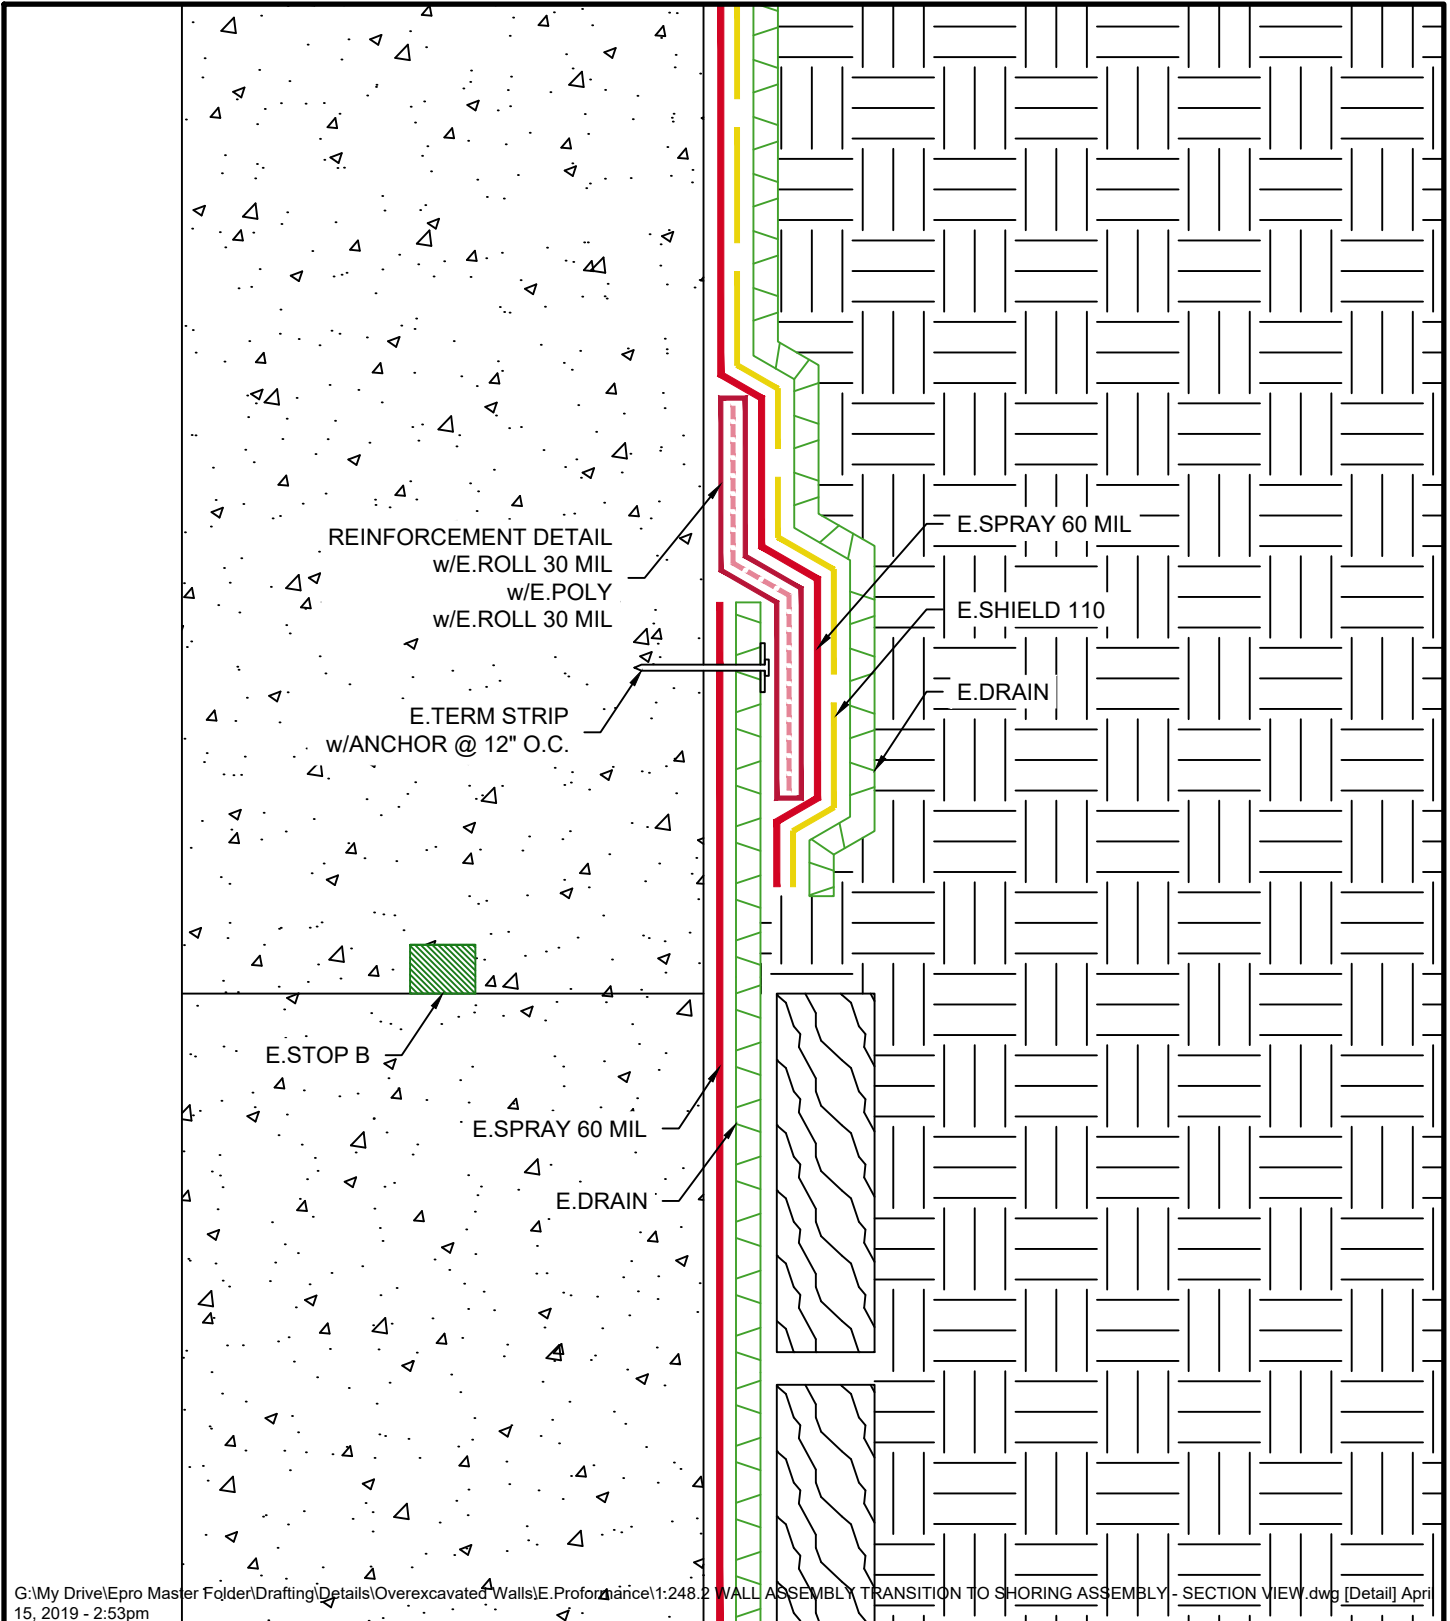 REINFORCEMENT DETAIL
w/E.ROLL 30 MIL
w/E.POLY
w/E.ROLL 30 MIL
E.SPRAY 60 MIL
E.SHIELD 110
E.DRAIN
E.TERM STRIP
w/ANCHOR @ 12" O.C.
E.STOP B
E.SPRAY 60 MIL
E.DRAIN
G:\My Drive\Epro Master Folder\Drafting\Details\Overexcavated Walls\E.Proformance\1:248.2 WALL ASSEMBLY TRANSITION TO SHORING ASSEMBLY - SECTION VIEW.dwg [Detail] April
15, 2019 - 2:53pm